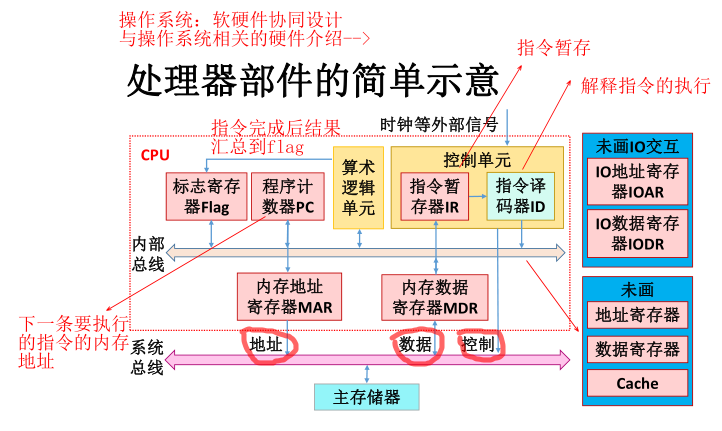 操作系统：软硬件协同设计
与操作系统相关的硬件介绍-->
指令暂存
处理器部件的简单示意
解释指令的执行
时钟等外部信号
指令完成后结果
汇总到flag
CPU
标志寄存
器Flag
程序计
数器PC
算术
逻辑
单元
控制单元
指令暂
存器IR
指令译
码器ID
未画IO交互
IO地址寄存
器IOAR
IO数据寄存
器IODR
内部
总线
内存地址
寄存器MAR
内存数据
寄存器MDR
未画
地址寄存器
数据寄存器
Cache
下一条要执行
的指令的内存
地址
地址
数据
控制
系统
总线
主存储器